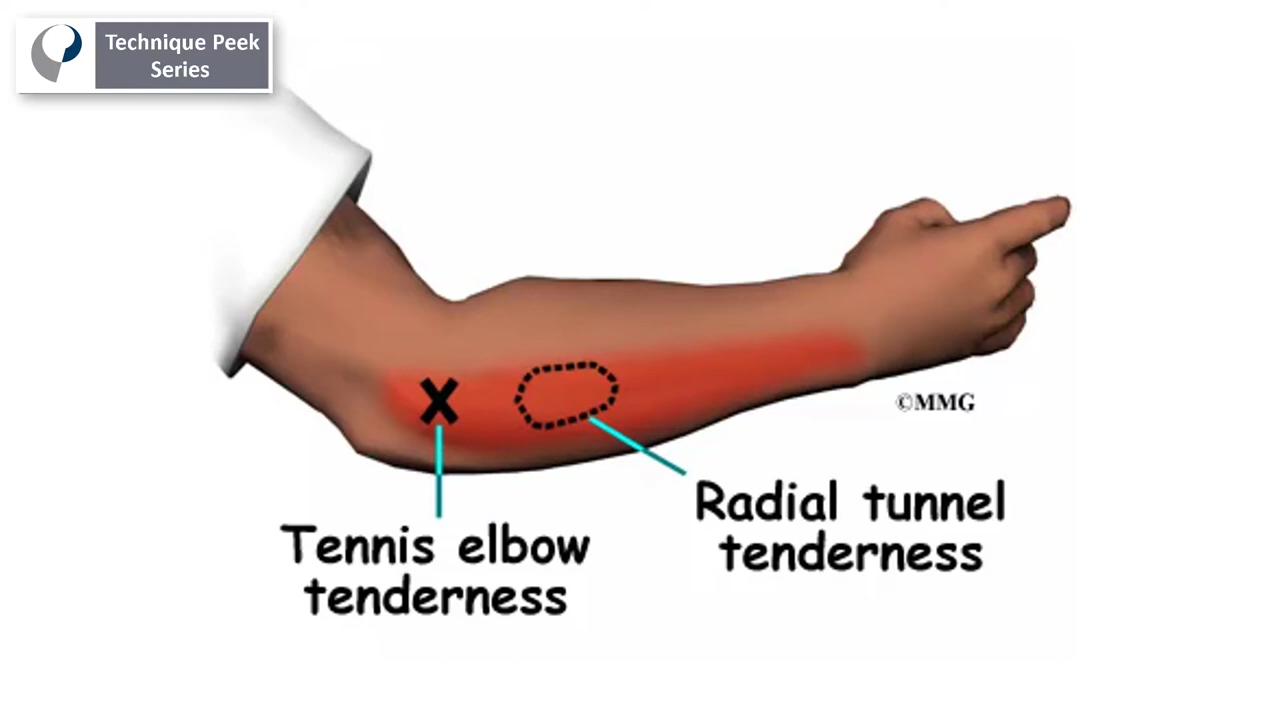 Technique Peek
Series
©MMG
Radial tunnel
tenderness
Tennis elbow
tenderness